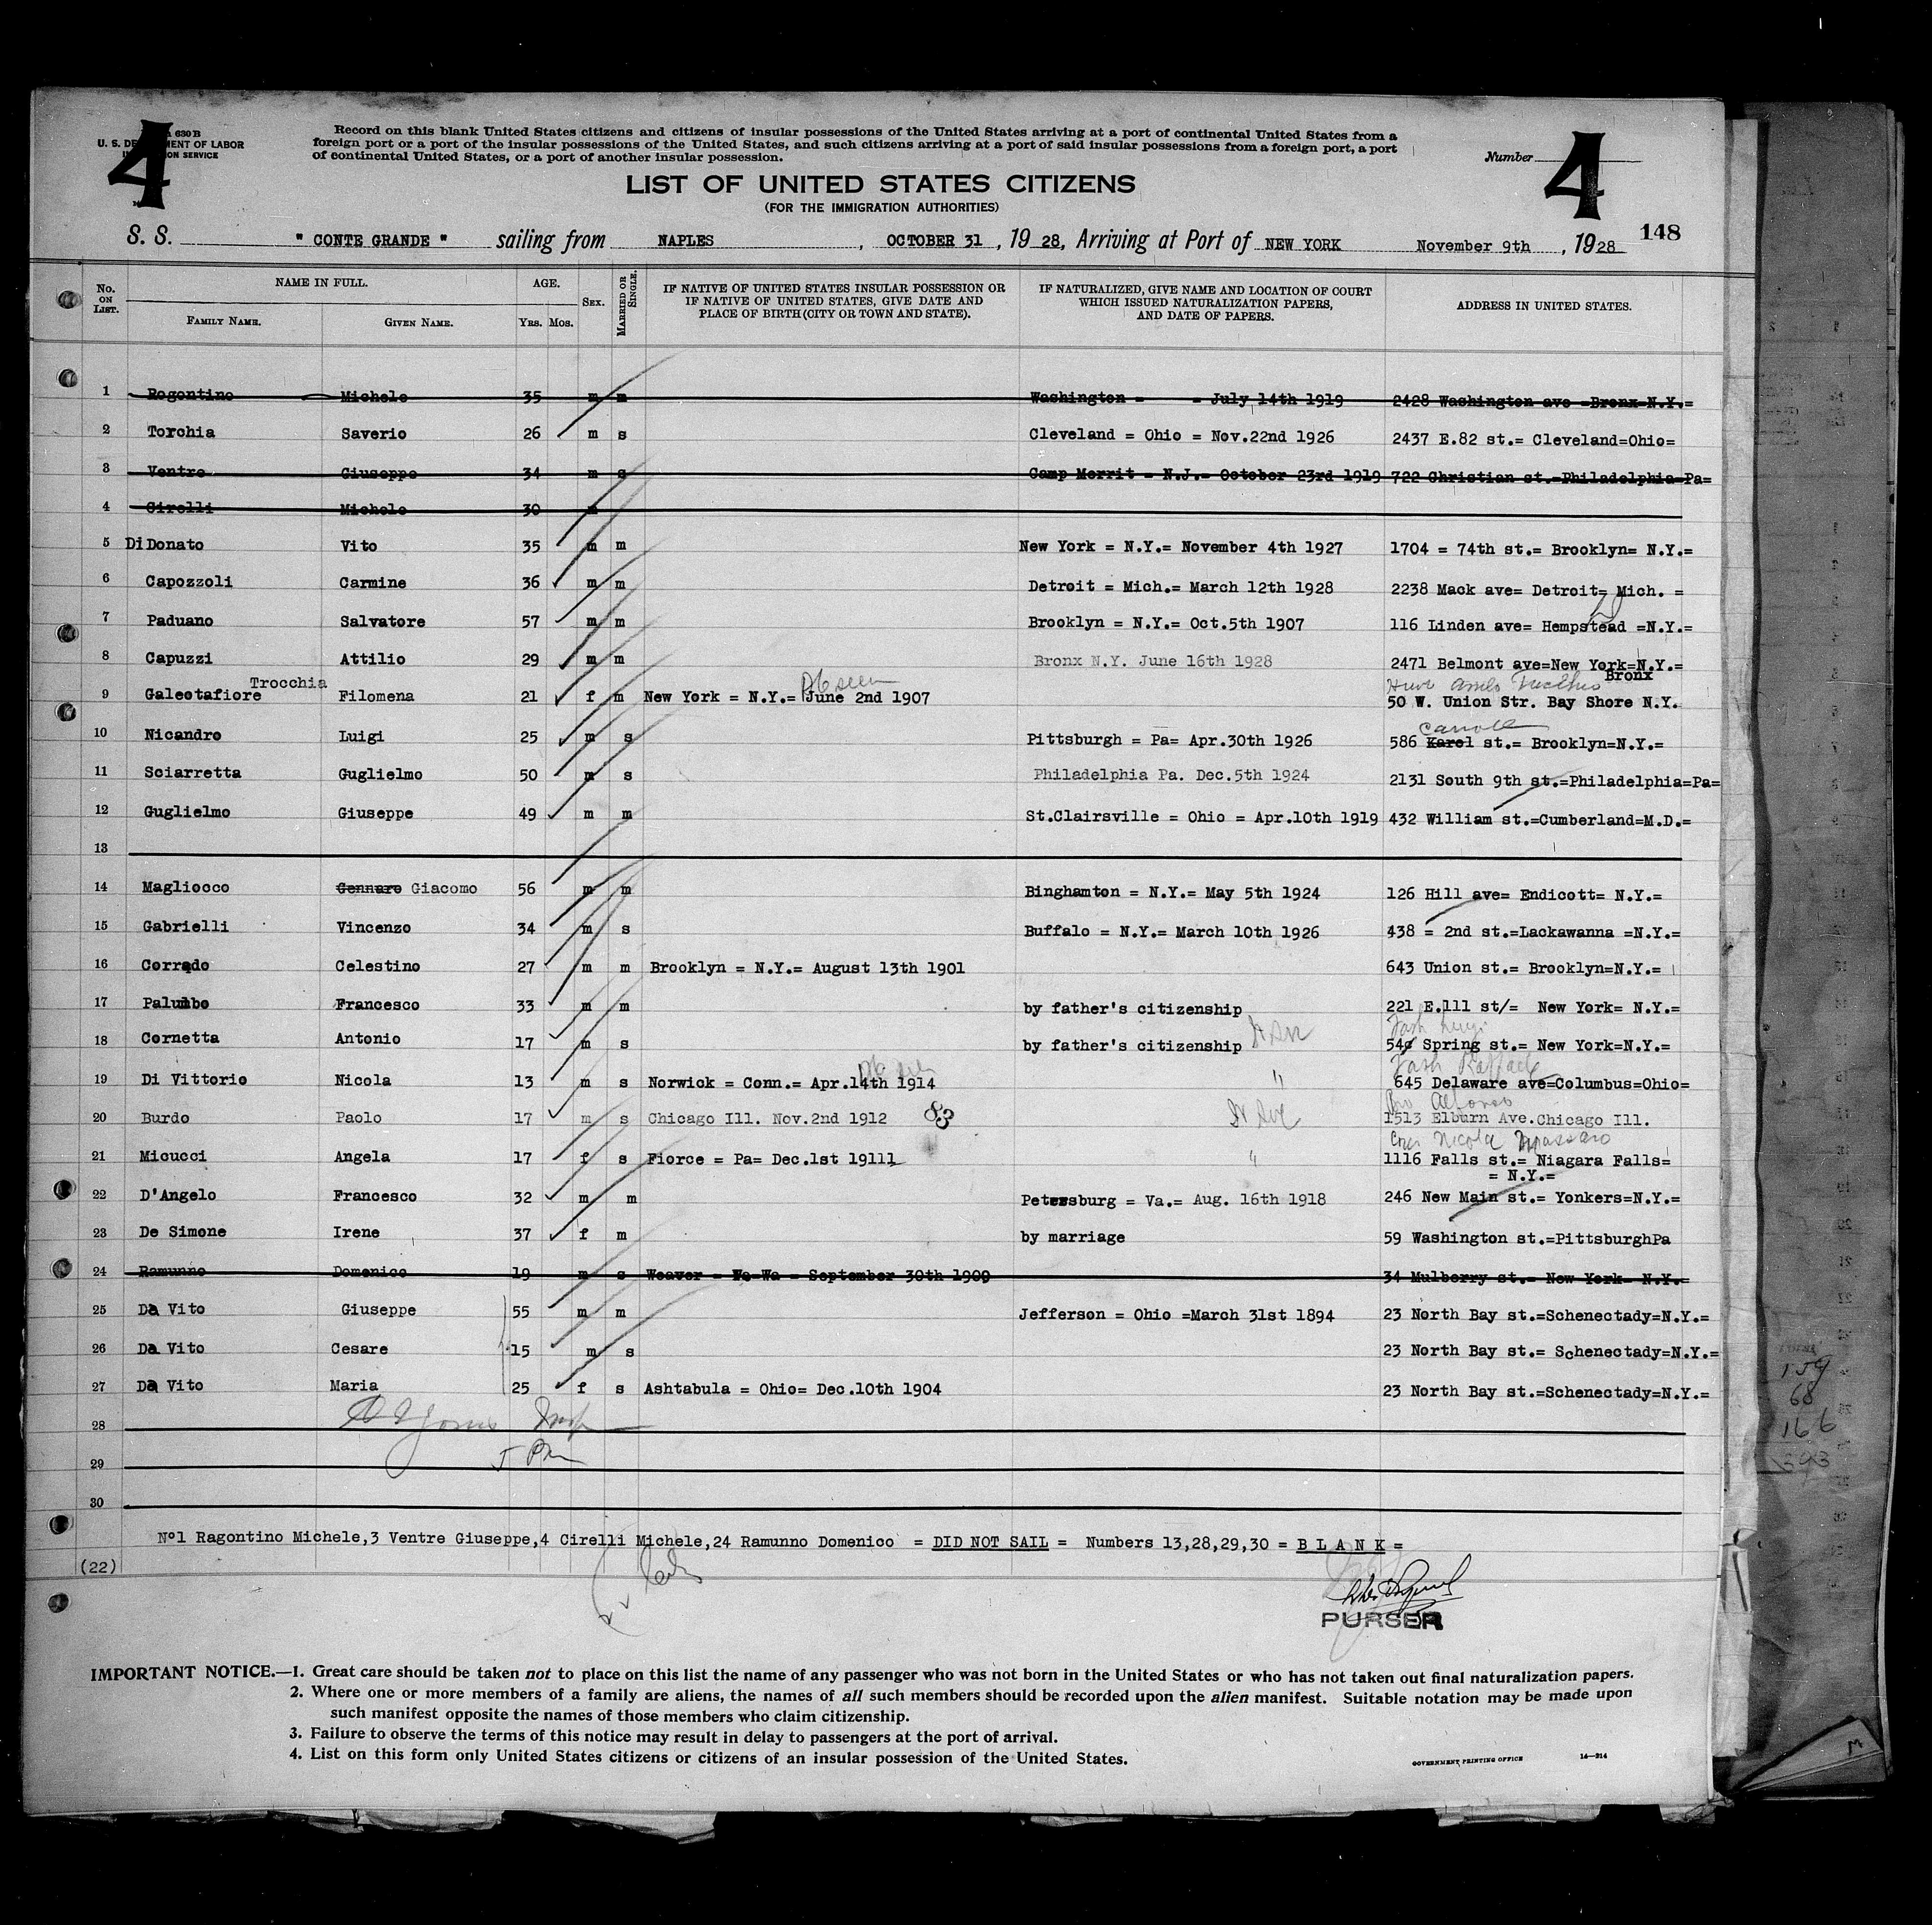 4
630 B
U. S. DEPARTMENT OF LABOR
IMMIGRATION SERVICE
Record on this blank United States citizens and citizens of insular possessions of the United States arriving at a port of continental United States from a
foreign port or a port of the insular possessions of the United States, and such citizens arriving at a port of said insular possessions from a foreign port, a port
of continental United States, or a port of another insular possession.
Number 4
LIST OF UNITED STATES CITIZENS
(FOR THE IMMIGRATION AUTHORITIES)
S. S. " CONTE GRANDE " sailing from NAPLES , OCTOBER 31 , 19 28, Arriving at Port of NEW YORK November 9th , 19 28 148
No. ON LIST. NAME IN FULL. AGE. SEX. MARRIED OR SINGLE. IF NATIVE OF UNITED STATES INSULAR POSSESSION OR IF NATIVE OF UNITED STATES, GIVE DATE AND PLACE OF BIRTH (CITY OR TOWN AND STATE). IF NATURALIZED, GIVE NAME AND LOCATION OF COURT WHICH ISSUED NATURALIZATION PAPERS, AND DATE OF PAPERS. ADDRESS IN UNITED STATES.
FAMILY NAME. GIVEN NAME. YRS. MOS.
1 Rogontino Michele 35 m m Washington = = July 14th 1919 2428 Washington ave =Bronx=N.Y.=
2 Torchia Saverio 26 m s Cleveland = Ohio = Nov.22nd 1926 2437 E.82 st.= Cleveland=Ohio=
3 Ventre Giuseppe 34 m s Camp Merrit = N.J.= October 23rd 1919 722 Christian st.=Philadelphia=Pa=
4 Cirelli Michele 30 m
5 Di Donato Vito 35 m m New York = N.Y.= November 4th 1927 1704 = 74th st.= Brooklyn= N.Y.=
6 Capozzoli Carmine 36 m m Detroit = Mich.= March 12th 1928 2238 Mack ave= Detroit= Mich. =
7 Paduano Salvatore 57 m m Brooklyn = N.Y.= Oct.5th 1907 116 Linden ave= Hempstead =N.Y.=
8 Capuzzi Attilio 29 m m Bronx N.Y. June 16th 1928 2471 Belmont ave=New York=N.Y.=
Bronx
Trocchia
9 Galeotafiore Filomena 21 f m New York = N.Y.= June 2nd 1907 50 W. Union Str. Bay Shore N.Y.
Carroll
10 Nicandro Luigi 25 m s Pittsburgh = Pa= Apr.30th 1926 586 Karol st.= Brooklyn=N.Y.=
11 Sciarretta Guglielmo 50 m s Philadelphia Pa. Dec.5th 1924 2131 South 9th st.=Philadelphia=Pa=
12 Guglielmo Giuseppe 49 m m St.Clairsville = Ohio = Apr.10th 1919 432 William st.=Cumberland=M.D.=
13
14 Magliocco Gennaro Giacomo 56 m m Binghamton = N.Y.= May 5th 1924 126 Hill ave= Endicott= N.Y.=
15 Gabrielli Vincenzo 34 m s Buffalo = N.Y.= March 10th 1926 438 = 2nd st.=Lackawanna =N.Y.=
16 Corrado Celestino 27 m m Brooklyn = N.Y.= August 13th 1901 643 Union st.= Brooklyn=N.Y.=
17 Palumbo Francesco 33 m m by father's citizenship 221 E.111 st/= New York= N.Y.=
Fath Luigi
18 Cornetta Antonio 17 m s by father's citizenship 54 Spring st.= New York=N.Y.=
Fath Raffaele
19 Di Vittorio Nicola 13 m s Norwick = Conn.= Apr.14th 1914 " 645 Delaware ave=Columbus=Ohio=
Bro Alfonso
20 Burdo Paolo 17 m s Chicago Ill. Nov.2nd 1912 83 1513 Elburn Ave.Chicago Ill.
Nicola Massaro
21 Micucci Angela 17 f s Fierce = Pa= Dec.1st 19111 " 1116 Falls st.= Niagara Falls=
= N.Y.=
22 D'Angelo Francesco 32 m m Petersburg = Va.= Aug. 16th 1918 246 New Main st.= Yonkers=N.Y.=
23 De Simone Irene 37 f m by marriage 59 Washington st.=PittsburghPa
24 Ramunno Domenico 19 m s Weaver = Wa-Wa = September 30th 1909 34 Mulberry st.= New York= N.Y.=
25 Da Vito Giuseppe 55 m m Jefferson = Ohio =March 31st 1894 23 North Bay st.=Schenectady=N.Y.=
26 Da Vito Cesare 15 m s 23 North Bay st.= Schenectady=N.Y.=
27 Da Vito Maria 25 f s Ashtabula = Ohio= Dec.10th 1904 23 North Bay st.=Schenectady=N.Y.=
28
29
30
159
68
166
393
Nº1 Ragontino Michele,3 Ventre Giuseppe,4 Cirelli Michele,24 Ramunno Domenico = DID NOT SAIL = Numbers 13,28,29,30 = B L A N K =
(22)
PURSER
IMPORTANT NOTICE.—1. Great care should be taken not to place on this list the name of any passenger who was not born in the United States or who has not taken out final naturalization papers.
2. Where one or more members of a family are aliens, the names of all such members should be recorded upon the alien manifest. Suitable notation may be made upon
such manifest opposite the names of those members who claim citizenship.
3. Failure to observe the terms of this notice may result in delay to passengers at the port of arrival.
4. List on this form only United States citizens or citizens of an insular possession of the United States.
GOVERNMENT PRINTING OFFICE 14—214